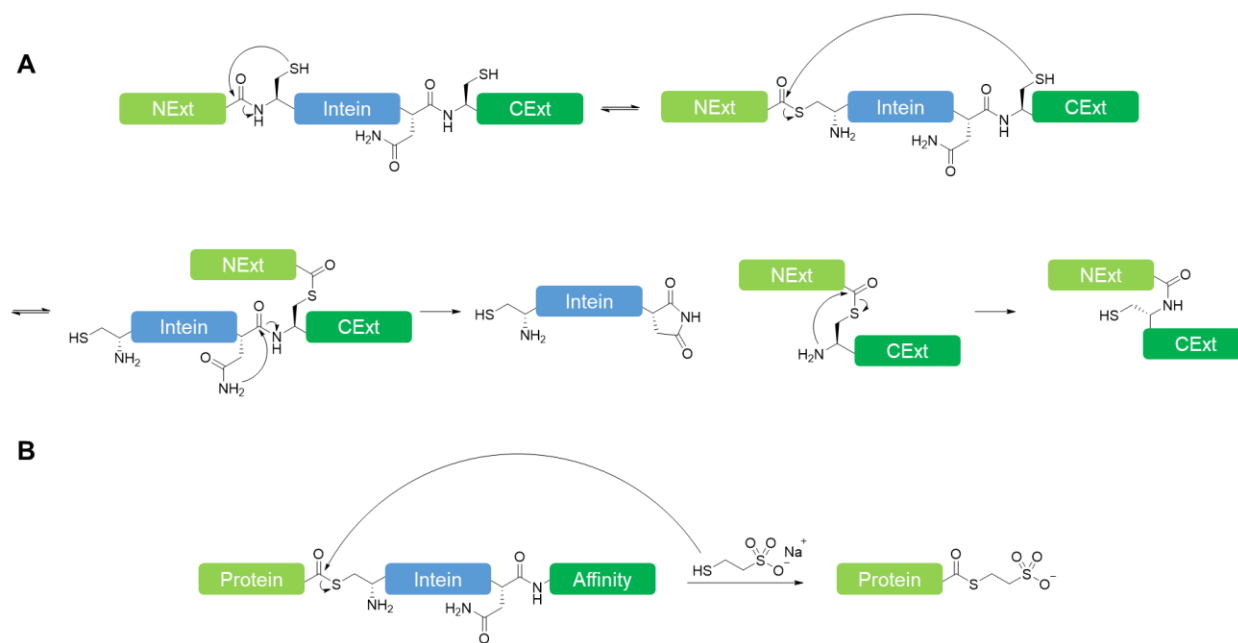 A
NExt
O
N
H
SH
Intein
O
H2N
O
N
H
SH
CExt
NExt
O
S
NH2
Intein
O
H2N
O
N
H
SH
CExt
NExt
O
S
HS
NH2
Intein
O
N
H
O
NH2
CExt
HS
NH2
Intein
O
NH
O
NExt
O
S
H2N
CExt
NExt
O
NH
HS
CExt
B
Protein
O
S
NH2
Intein
O
H2N
O
N
H
Affinity
HS
O
S
O
O−
Na+
Protein
O
S
O
S
O
O−